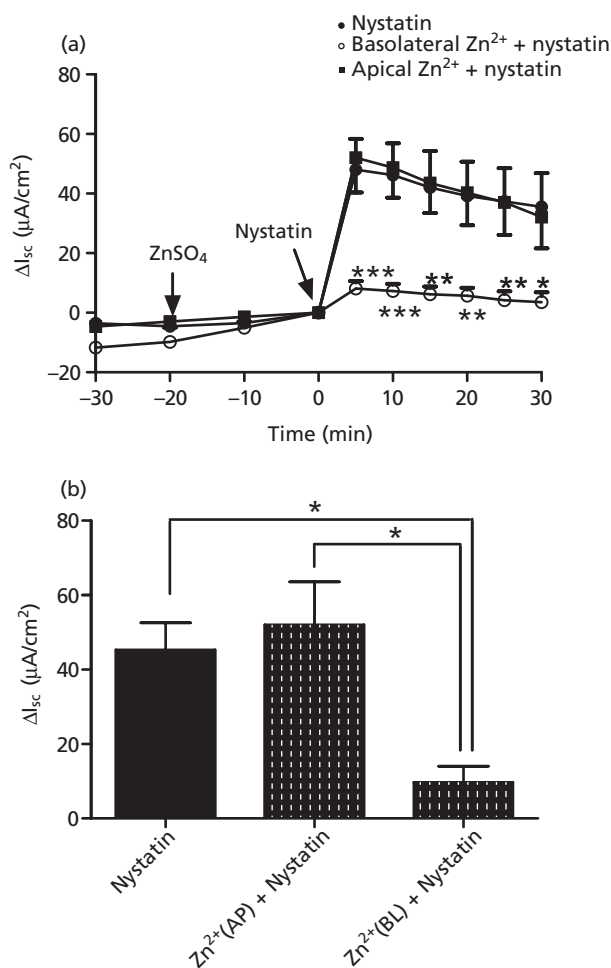 (a)
• Nystatin
○ Basolateral Zn²⁺ + nystatin
■ Apical Zn²⁺ + nystatin
80
60
40
20
0
−20
ΔIsc (μA/cm²)
ZnSO₄
Nystatin
*** ** ** *
*** **
−30 −20 −10 0 10 20 30
Time (min)
(b)
80
60
40
20
0
ΔIsc (μA/cm²)
*
*
Nystatin
Zn²⁺(AP) + Nystatin
Zn²⁺(BL) + Nystatin